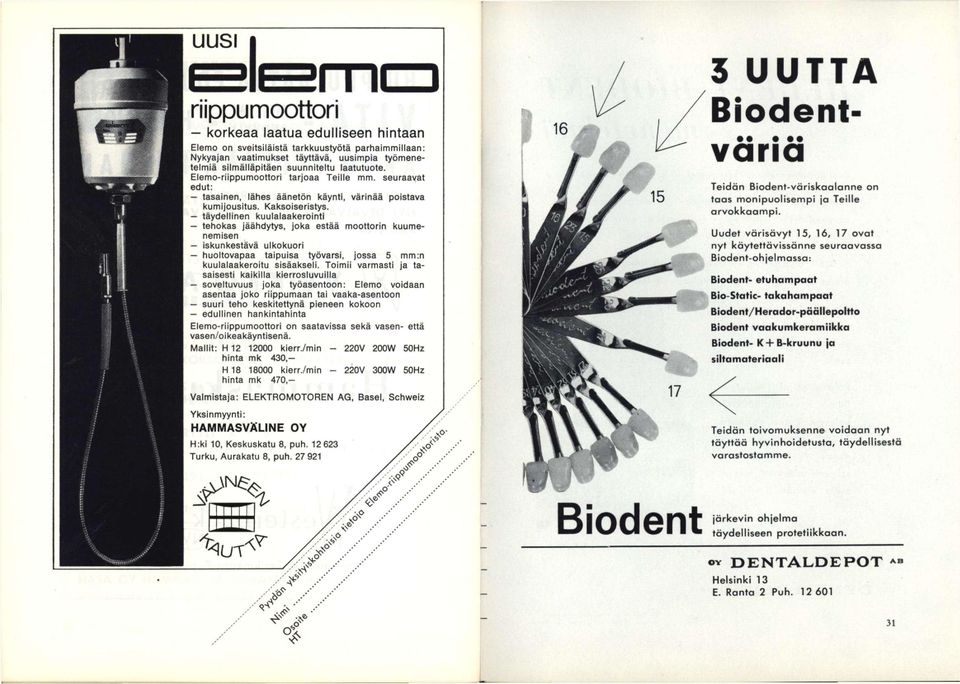 uusi
elemo
riippumoottori
— korkeaa laatua edulliseen hintaan
Elemo on sveitsiläistä tarkkuustyötä parhaimmillaan:
Nykyajan vaatimukset täyttävä, uusimpia työmene-
telmiä silmälläpitäen suunniteltu laatutuote.
Elemo-riippumoottori tarjoaa Teille mm. seuraavat
edut:
— tasainen, lähes äänetön käynti, värinää poistava
kumijousitus. Kaksoiseristys.
— täydellinen kuulalaakerointi
— tehokas jäähdytys, joka estää moottorin kuume-
nemisen
— iskunkestävä ulkokuori
— huoltovapaa taipuisa työvarsi, jossa 5 mm:n
kuulalaakeroitu sisäakseli. Toimii varmasti ja ta-
saisesti kaikilla kierrosluvuilla
— soveltuvuus joka työasentoon: Elemo voidaan
asentaa joko riippumaan tai vaaka-asentoon
— suuri teho keskitettynä pieneen kokoon
— edullinen hankintahinta
Elemo-riippumoottori on saatavissa sekä vasen- että
vasen/oikeakäyntisenä.
Mallit: H 12 12000 kierr./min — 220V 200W 50Hz
hinta mk 430,—
H 18 18000 kierr./min — 220V 300W 50Hz
hinta mk 470,—
Valmistaja: ELEKTROMOTOREN AG, Basel, Schweiz
Yksinmyynti:
HAMMASVÄLINE OY
H:ki 10, Keskuskatu 8, puh. 12 623
Turku, Aurakatu 8, puh. 27 921
VÄLINEEN
KAUTTA
Pyydän yksityiskohtaisia tietoja Elemo-riippumoottorista.
Nimi
Osoite
HT
3 UUTTA
Biodent-
väriä
16
15
17
Teidän Biodent-väriskaalanne on
taas monipuolisempi ja Teille
arvokkaampi.
Uudet värisävyt 15, 16, 17 ovat
nyt käytettävissänne seuraavassa
Biodent-ohjelmassa:
Biodent- etuhampaat
Bio-Static- takahampaat
Biodent/Herador-päällepoltto
Biodent vaakumkeramiikka
Biodent- K + B-kruunu ja
siltamateriaali
Teidän toivomuksenne voidaan nyt
täyttää hyvinhoidetusta, täydellisestä
varastostamme.
Biodent
järkevin ohjelma
täydelliseen protetiikkaan.
OY DENTALDEPOT AB
Helsinki 13
E. Ranta 2 Puh. 12 601
31